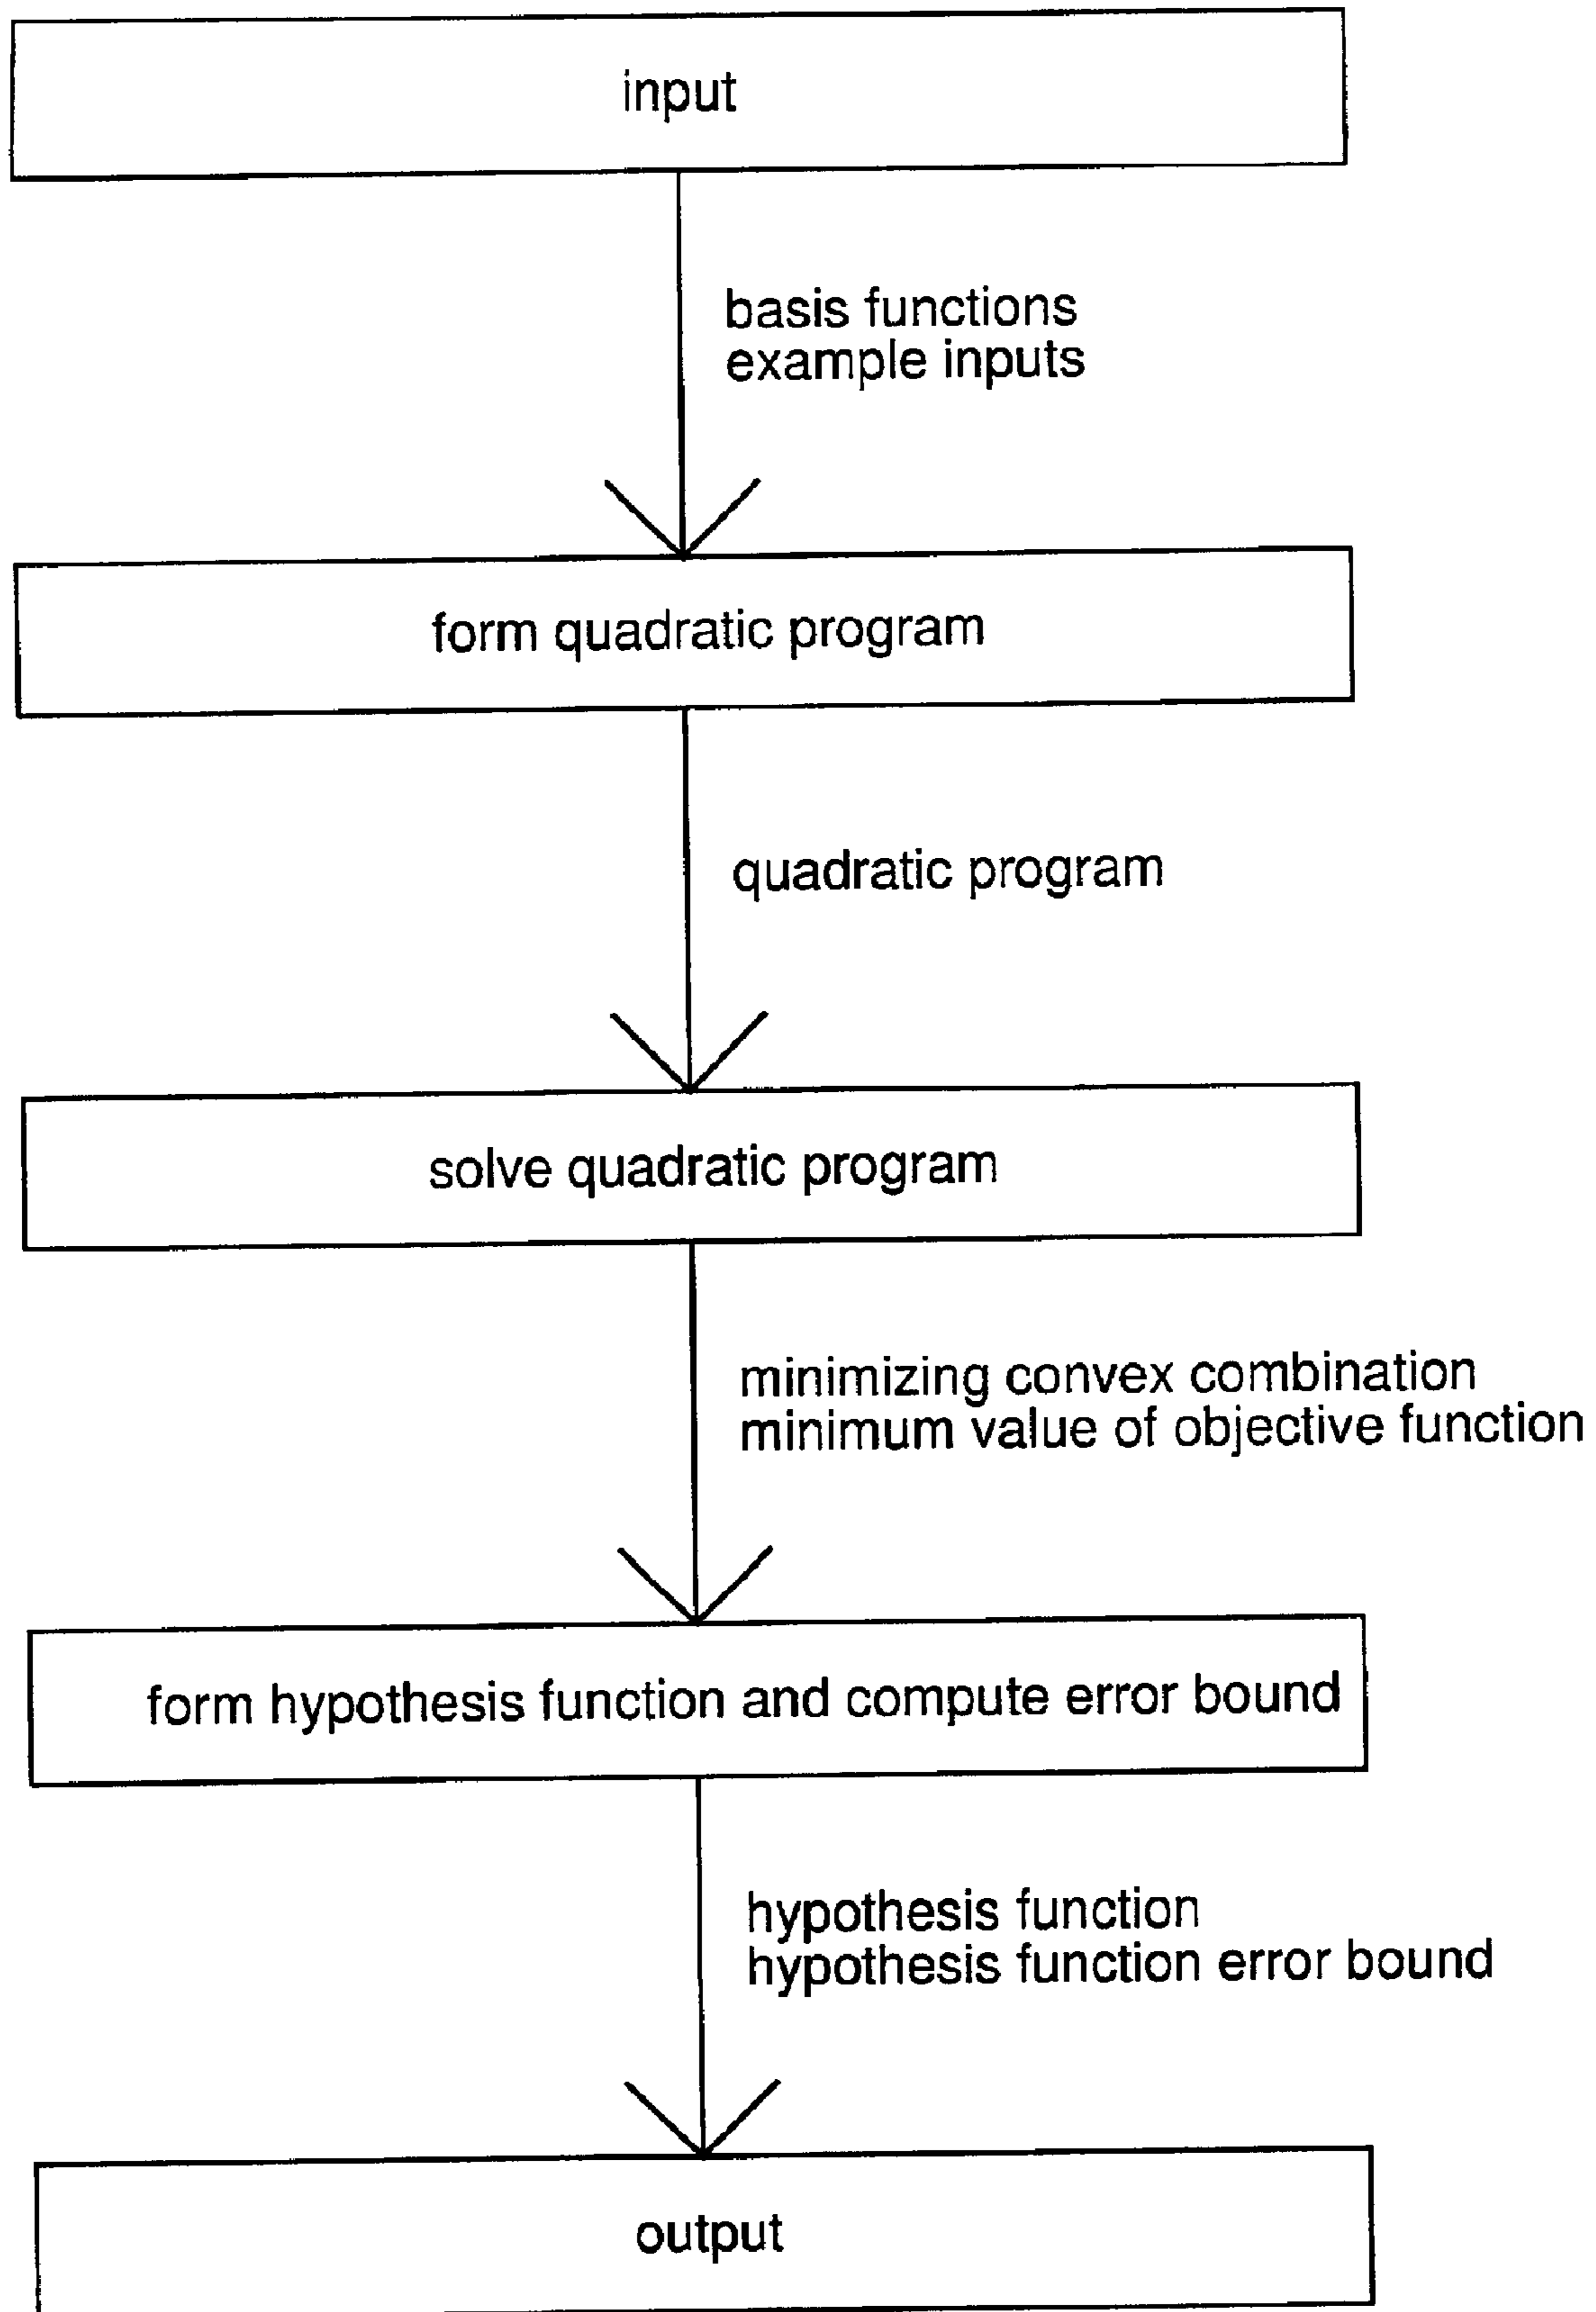 input
basis functions
example inputs
form quadratic program
quadratic program
solve quadratic program
minimizing convex combination
minimum value of objective function
form hypothesis function and compute error bound
hypothesis function
hypothesis function error bound
output